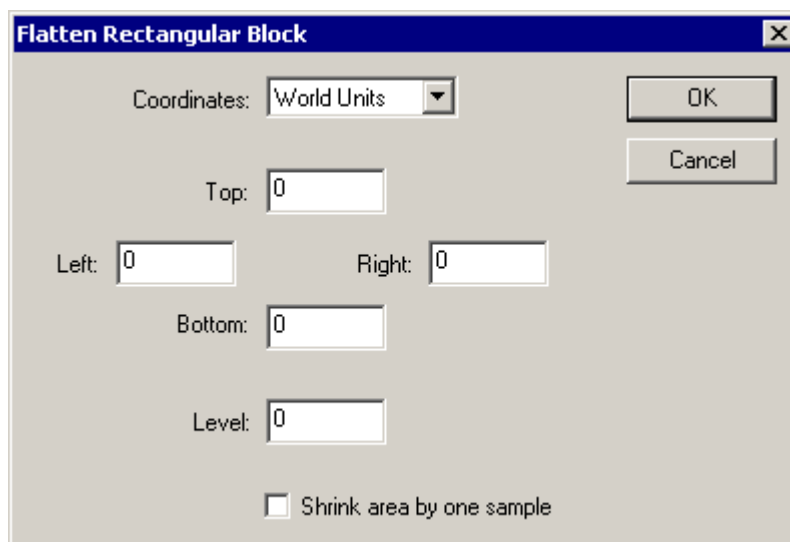 Flatten Rectangular Block
Coordinates: World Units
OK
Cancel
Top: 0
Left: 0 Right: 0
Bottom: 0
Level: 0
Shrink area by one sample